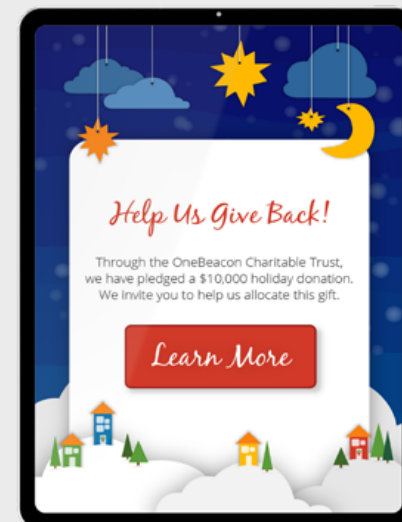 Help Us Give Back!
Through the OneBeacon Charitable Trust,
we have pledged a $10,000 holiday donation.
We invite you to help us allocate this gift.
Learn More